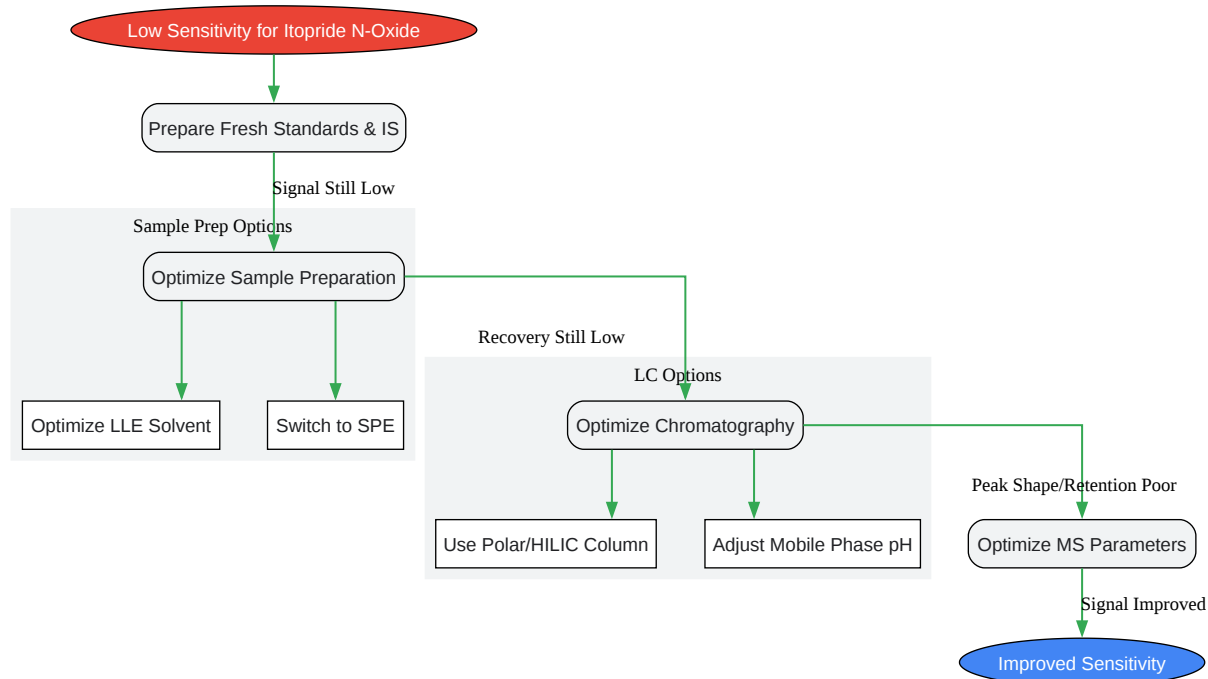 Low Sensitivity for Itopride N-Oxide
Prepare Fresh Standards & IS
Signal Still Low
Sample Prep Options
Optimize Sample Preparation
Recovery Still Low
LC Options
Optimize LLE Solvent
Switch to SPE
Optimize Chromatography
Peak Shape/Retention Poor
Use Polar/HILIC Column
Adjust Mobile Phase pH
Optimize MS Parameters
Signal Improved
Improved Sensitivity